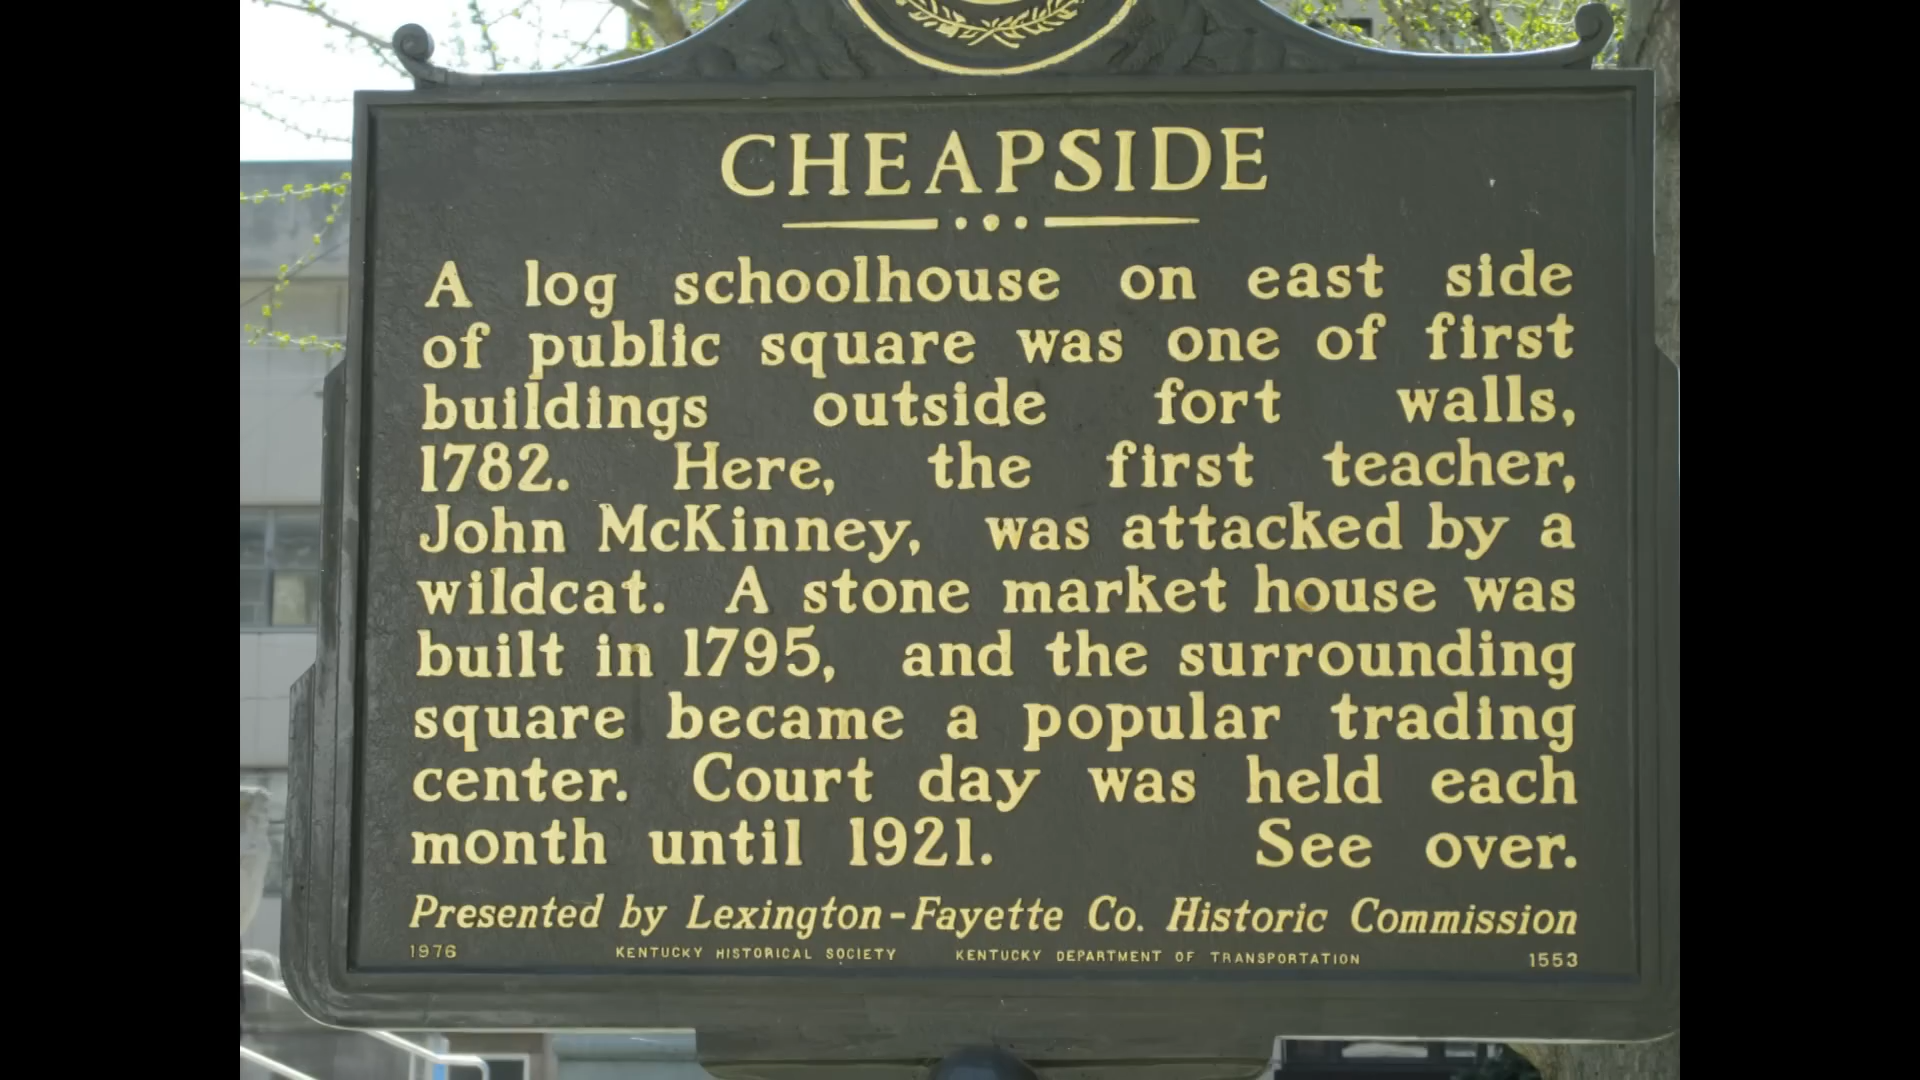 CHEAPSIDE
A log schoolhouse on east side
of public square was one of first
buildings outside fort walls,
1782. Here, the first teacher,
John McKinney, was attacked by a
wildcat. A stone market house was
built in 1795, and the surrounding
square became a popular trading
center. Court day was held each
month until 1921. See over.
Presented by Lexington-Fayette Co. Historic Commission
1976 KENTUCKY HISTORICAL SOCIETY KENTUCKY DEPARTMENT OF TRANSPORTATION 1553